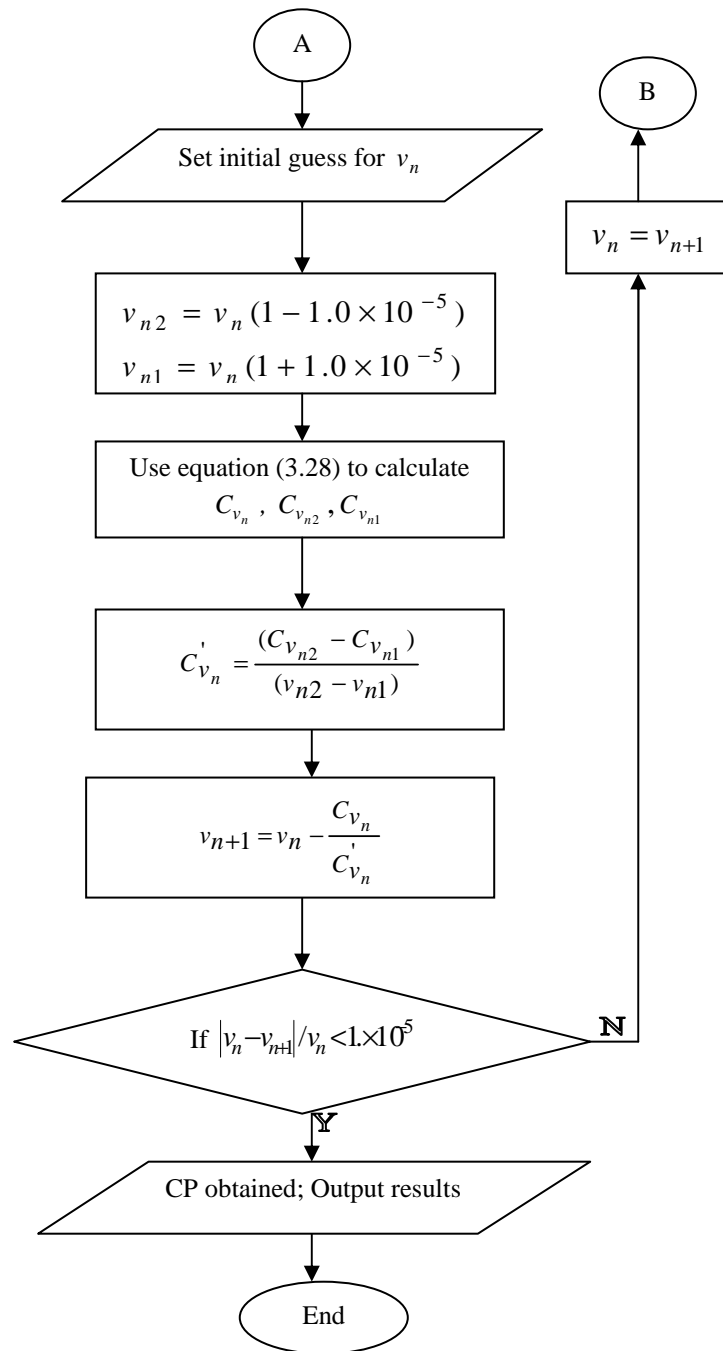 A
B
Set initial guess for v_n
v_n = v_{n+1}
v_{n2} = v_n (1 − 1.0 × 10^{−5})
v_{n1} = v_n (1 + 1.0 × 10^{−5})
Use equation (3.28) to calculate
C_{v_n} , C_{v_{n2}} , C_{v_{n1}}
C'_{v_n} = (C_{v_{n2}} − C_{v_{n1}}) / (v_{n2} − v_{n1})
v_{n+1} = v_n − C_{v_n} / C'_{v_n}
If |v_n − v_{n+1}| / v_n < 1.×10^{-5}
N
Y
CP obtained; Output results
End